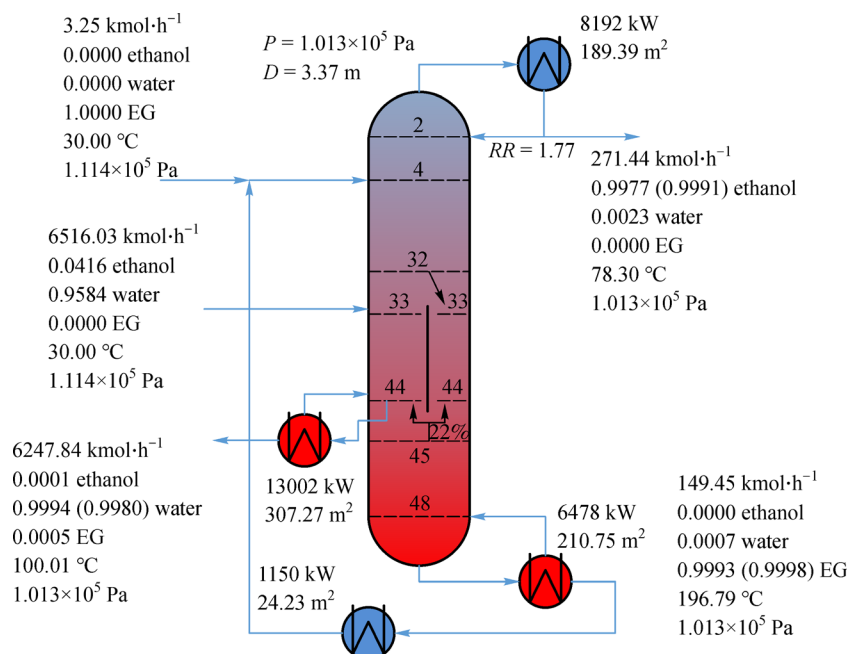 3.25 kmol·h⁻¹
0.0000 ethanol
0.0000 water
1.0000 EG
30.00 °C
1.114×10⁵ Pa
P = 1.013×10⁵ Pa
D = 3.37 m
8192 kW
189.39 m²
2
RR = 1.77
4
271.44 kmol·h⁻¹
0.9977 (0.9991) ethanol
0.0023 water
0.0000 EG
78.30 °C
1.013×10⁵ Pa
6516.03 kmol·h⁻¹
0.0416 ethanol
0.9584 water
0.0000 EG
30.00 °C
1.114×10⁵ Pa
32
33 33
44 44
22%
45
48
6247.84 kmol·h⁻¹
0.0001 ethanol
0.9994 (0.9980) water
0.0005 EG
100.01 °C
1.013×10⁵ Pa
13002 kW
307.27 m²
1150 kW
24.23 m²
6478 kW
210.75 m²
149.45 kmol·h⁻¹
0.0000 ethanol
0.0007 water
0.9993 (0.9998) EG
196.79 °C
1.013×10⁵ Pa